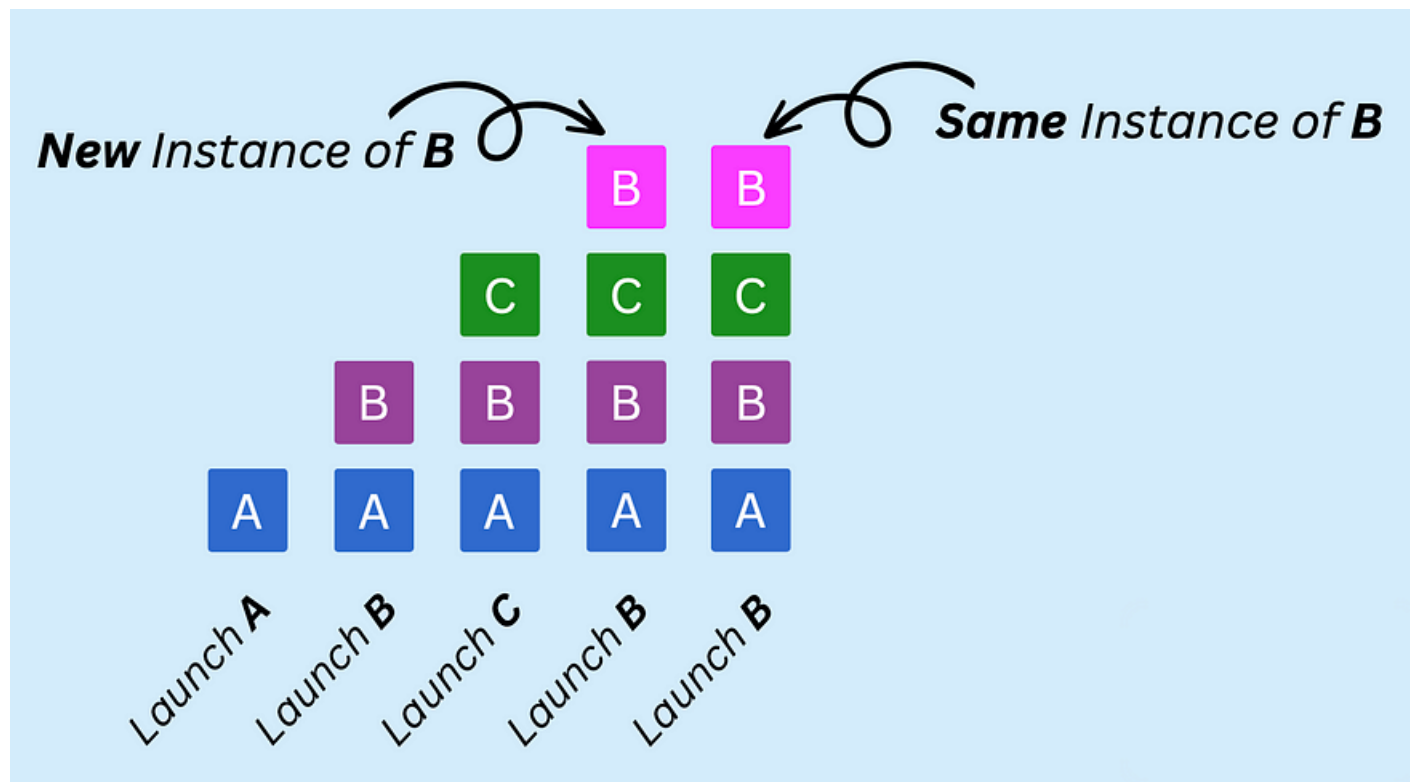 Same Instance of B
New Instance of B
B B
C C C
B B B B
A A A A A
Launch A
Launch B
Launch C
Launch B
Launch B